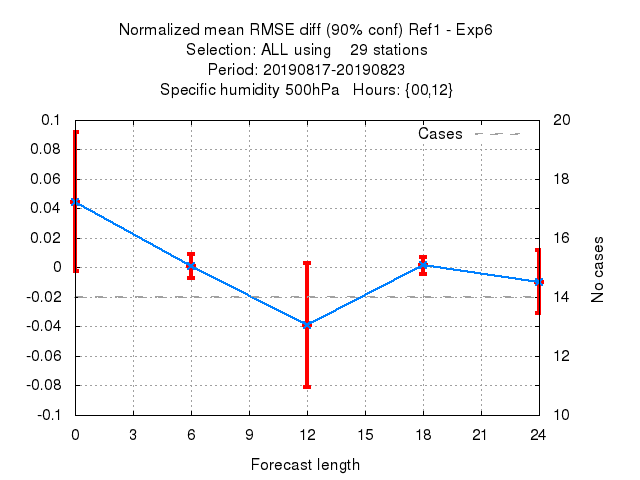 Normalized mean RMSE diff (90% conf) Ref1 - Exp6
Selection: ALL using    29 stations
Period: 20190817-20190823
Specific humidity 500hPa   Hours: {00,12}
Cases
0.1
0.08
0.06
0.04
0.02
0
-0.02
-0.04
-0.06
-0.08
-0.1
20
18
16
14
12
10
No cases
0 3 6 9 12 15 18 21 24
Forecast length